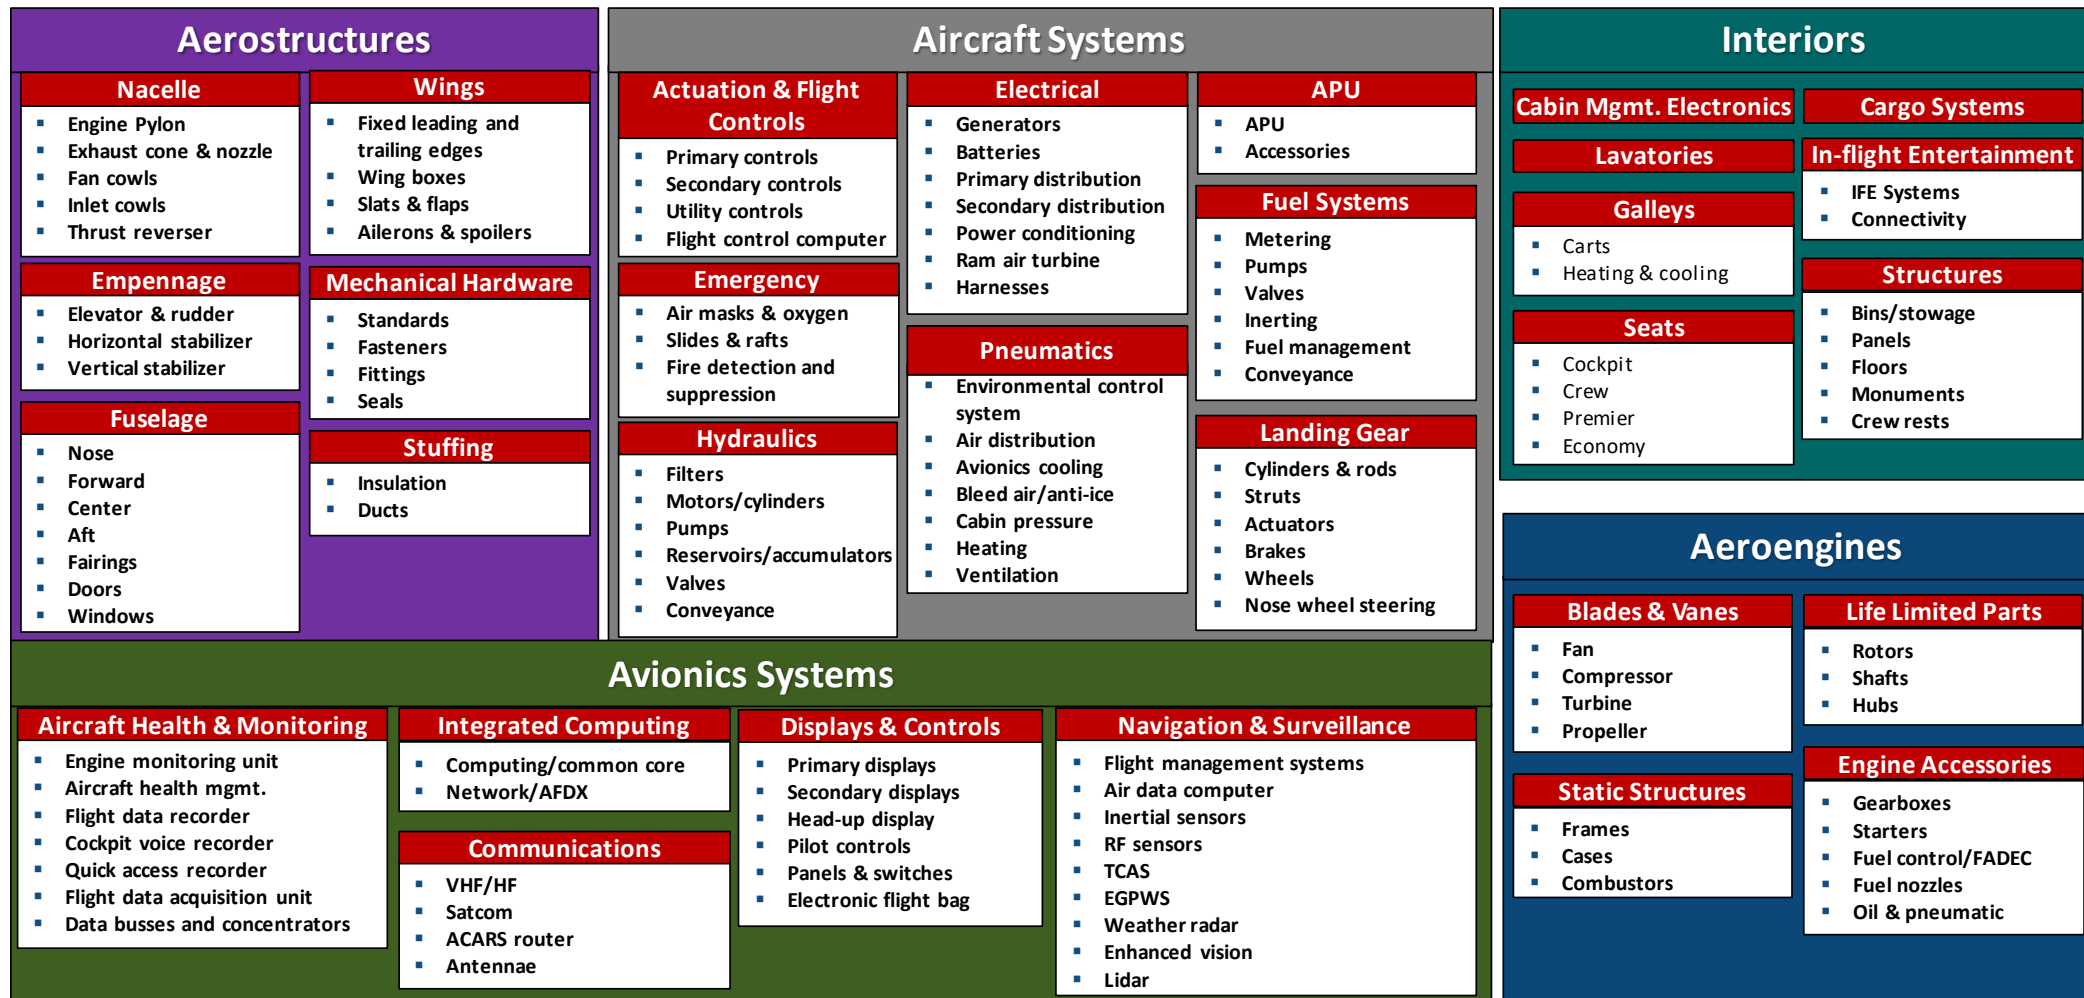 Aerostructures
Nacelle
Engine Pylon
Exhaust cone & nozzle
Fan cowls
Inlet cowls
Thrust reverser
Empennage
Elevator & rudder
Horizontal stabilizer
Vertical stabilizer
Fuselage
Nose
Forward
Center
Aft
Fairings
Doors
Windows
Wings
Fixed leading and
trailing edges
Wing boxes
Slats & flaps
Ailerons & spoilers
Mechanical Hardware
Standards
Fasteners
Fittings
Seals
Stuffing
Insulation
Ducts
Aircraft Systems
Actuation & Flight
Controls
Primary controls
Secondary controls
Utility controls
Flight control computer
Emergency
Air masks & oxygen
Slides & rafts
Fire detection and
suppression
Hydraulics
Filters
Motors/cylinders
Pumps
Reservoirs/accumulators
Valves
Conveyance
Electrical
Generators
Batteries
Primary distribution
Secondary distribution
Power conditioning
Ram air turbine
Harnesses
Pneumatics
Environmental control
system
Air distribution
Avionics cooling
Bleed air/anti-ice
Cabin pressure
Heating
Ventilation
APU
APU
Accessories
Fuel Systems
Metering
Pumps
Valves
Inerting
Fuel management
Conveyance
Landing Gear
Cylinders & rods
Struts
Actuators
Brakes
Wheels
Nose wheel steering
Interiors
Cabin Mgmt. Electronics
Lavatories
Galleys
Carts
Heating & cooling
Seats
Cockpit
Crew
Premier
Economy
Cargo Systems
In-flight Entertainment
IFE Systems
Connectivity
Structures
Bins/stowage
Panels
Floors
Monuments
Crew rests
Avionics Systems
Aircraft Health & Monitoring
Engine monitoring unit
Aircraft health mgmt.
Flight data recorder
Cockpit voice recorder
Quick access recorder
Flight data acquisition unit
Data busses and concentrators
Integrated Computing
Computing/common core
Network/AFDX
Communications
VHF/HF
Satcom
ACARS router
Antennae
Displays & Controls
Primary displays
Secondary displays
Head-up display
Pilot controls
Panels & switches
Electronic flight bag
Navigation & Surveillance
Flight management systems
Air data computer
Inertial sensors
RF sensors
TCAS
EGPWS
Weather radar
Enhanced vision
Lidar
Aeroengines
Blades & Vanes
Fan
Compressor
Turbine
Propeller
Static Structures
Frames
Cases
Combustors
Life Limited Parts
Rotors
Shafts
Hubs
Engine Accessories
Gearboxes
Starters
Fuel control/FADEC
Fuel nozzles
Oil & pneumatic